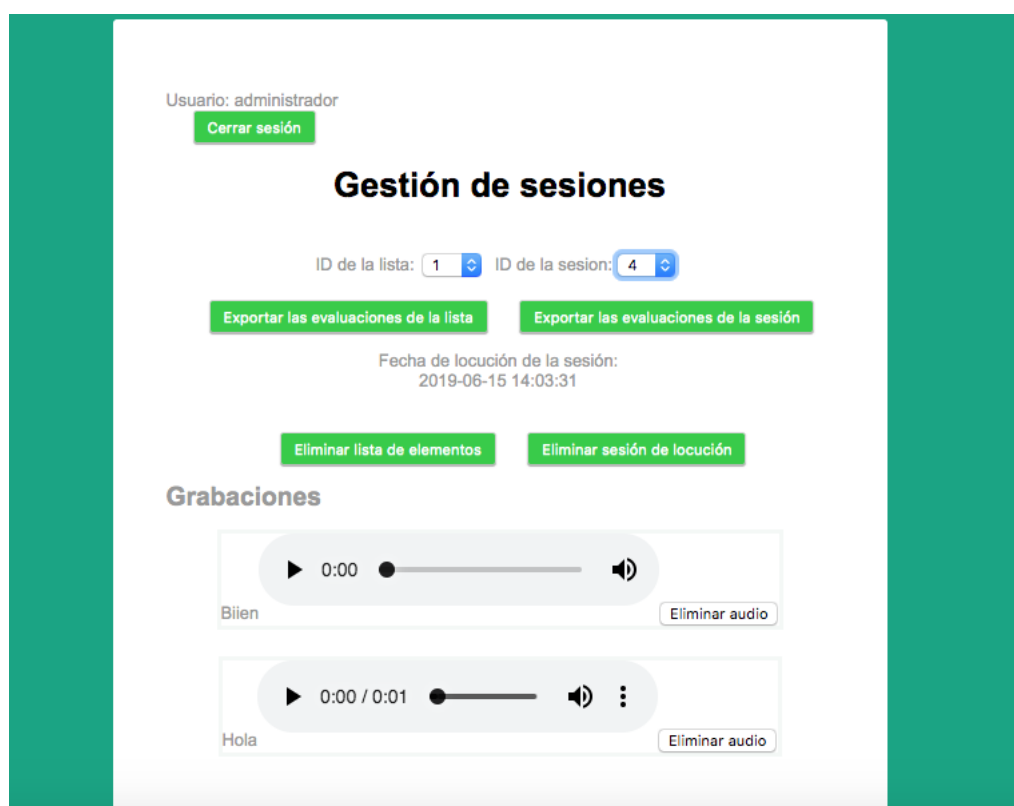 Usuario: administrador
Cerrar sesión
Gestión de sesiones
ID de la lista: 1 ID de la sesion: 4
Exportar las evaluaciones de la lista Exportar las evaluaciones de la sesión
Fecha de locución de la sesión:
2019-06-15 14:03:31
Eliminar lista de elementos Eliminar sesión de locución
Grabaciones
0:00
Biien Eliminar audio
0:00 / 0:01
Hola Eliminar audio